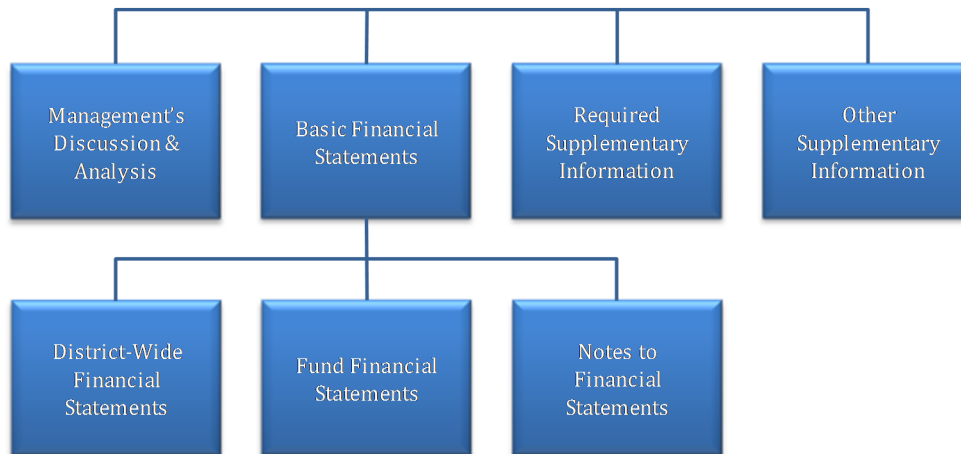 Management’s
Discussion &
Analysis
Basic Financial
Statements
Required
Supplementary
Information
Other
Supplementary
Information
District-Wide
Financial
Statements
Fund Financial
Statements
Notes to
Financial
Statements